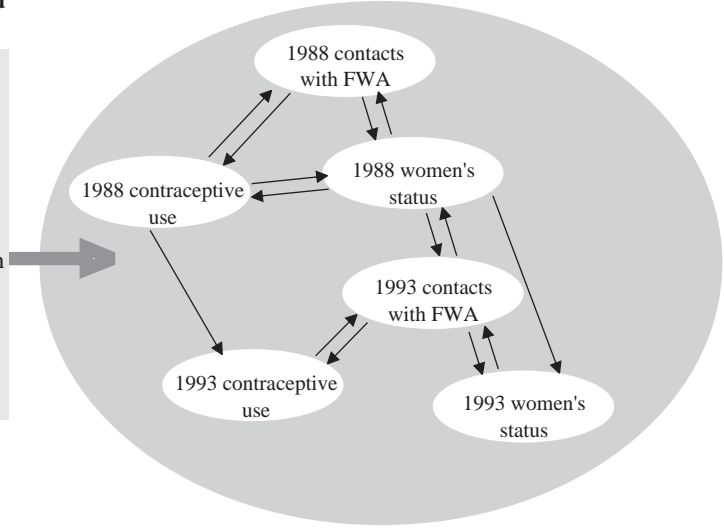 1988 contacts
with FWA
1988 contraceptive
use
1988 women's
status
1993 contacts
with FWA
1993 contraceptive
use
1993 women's
status